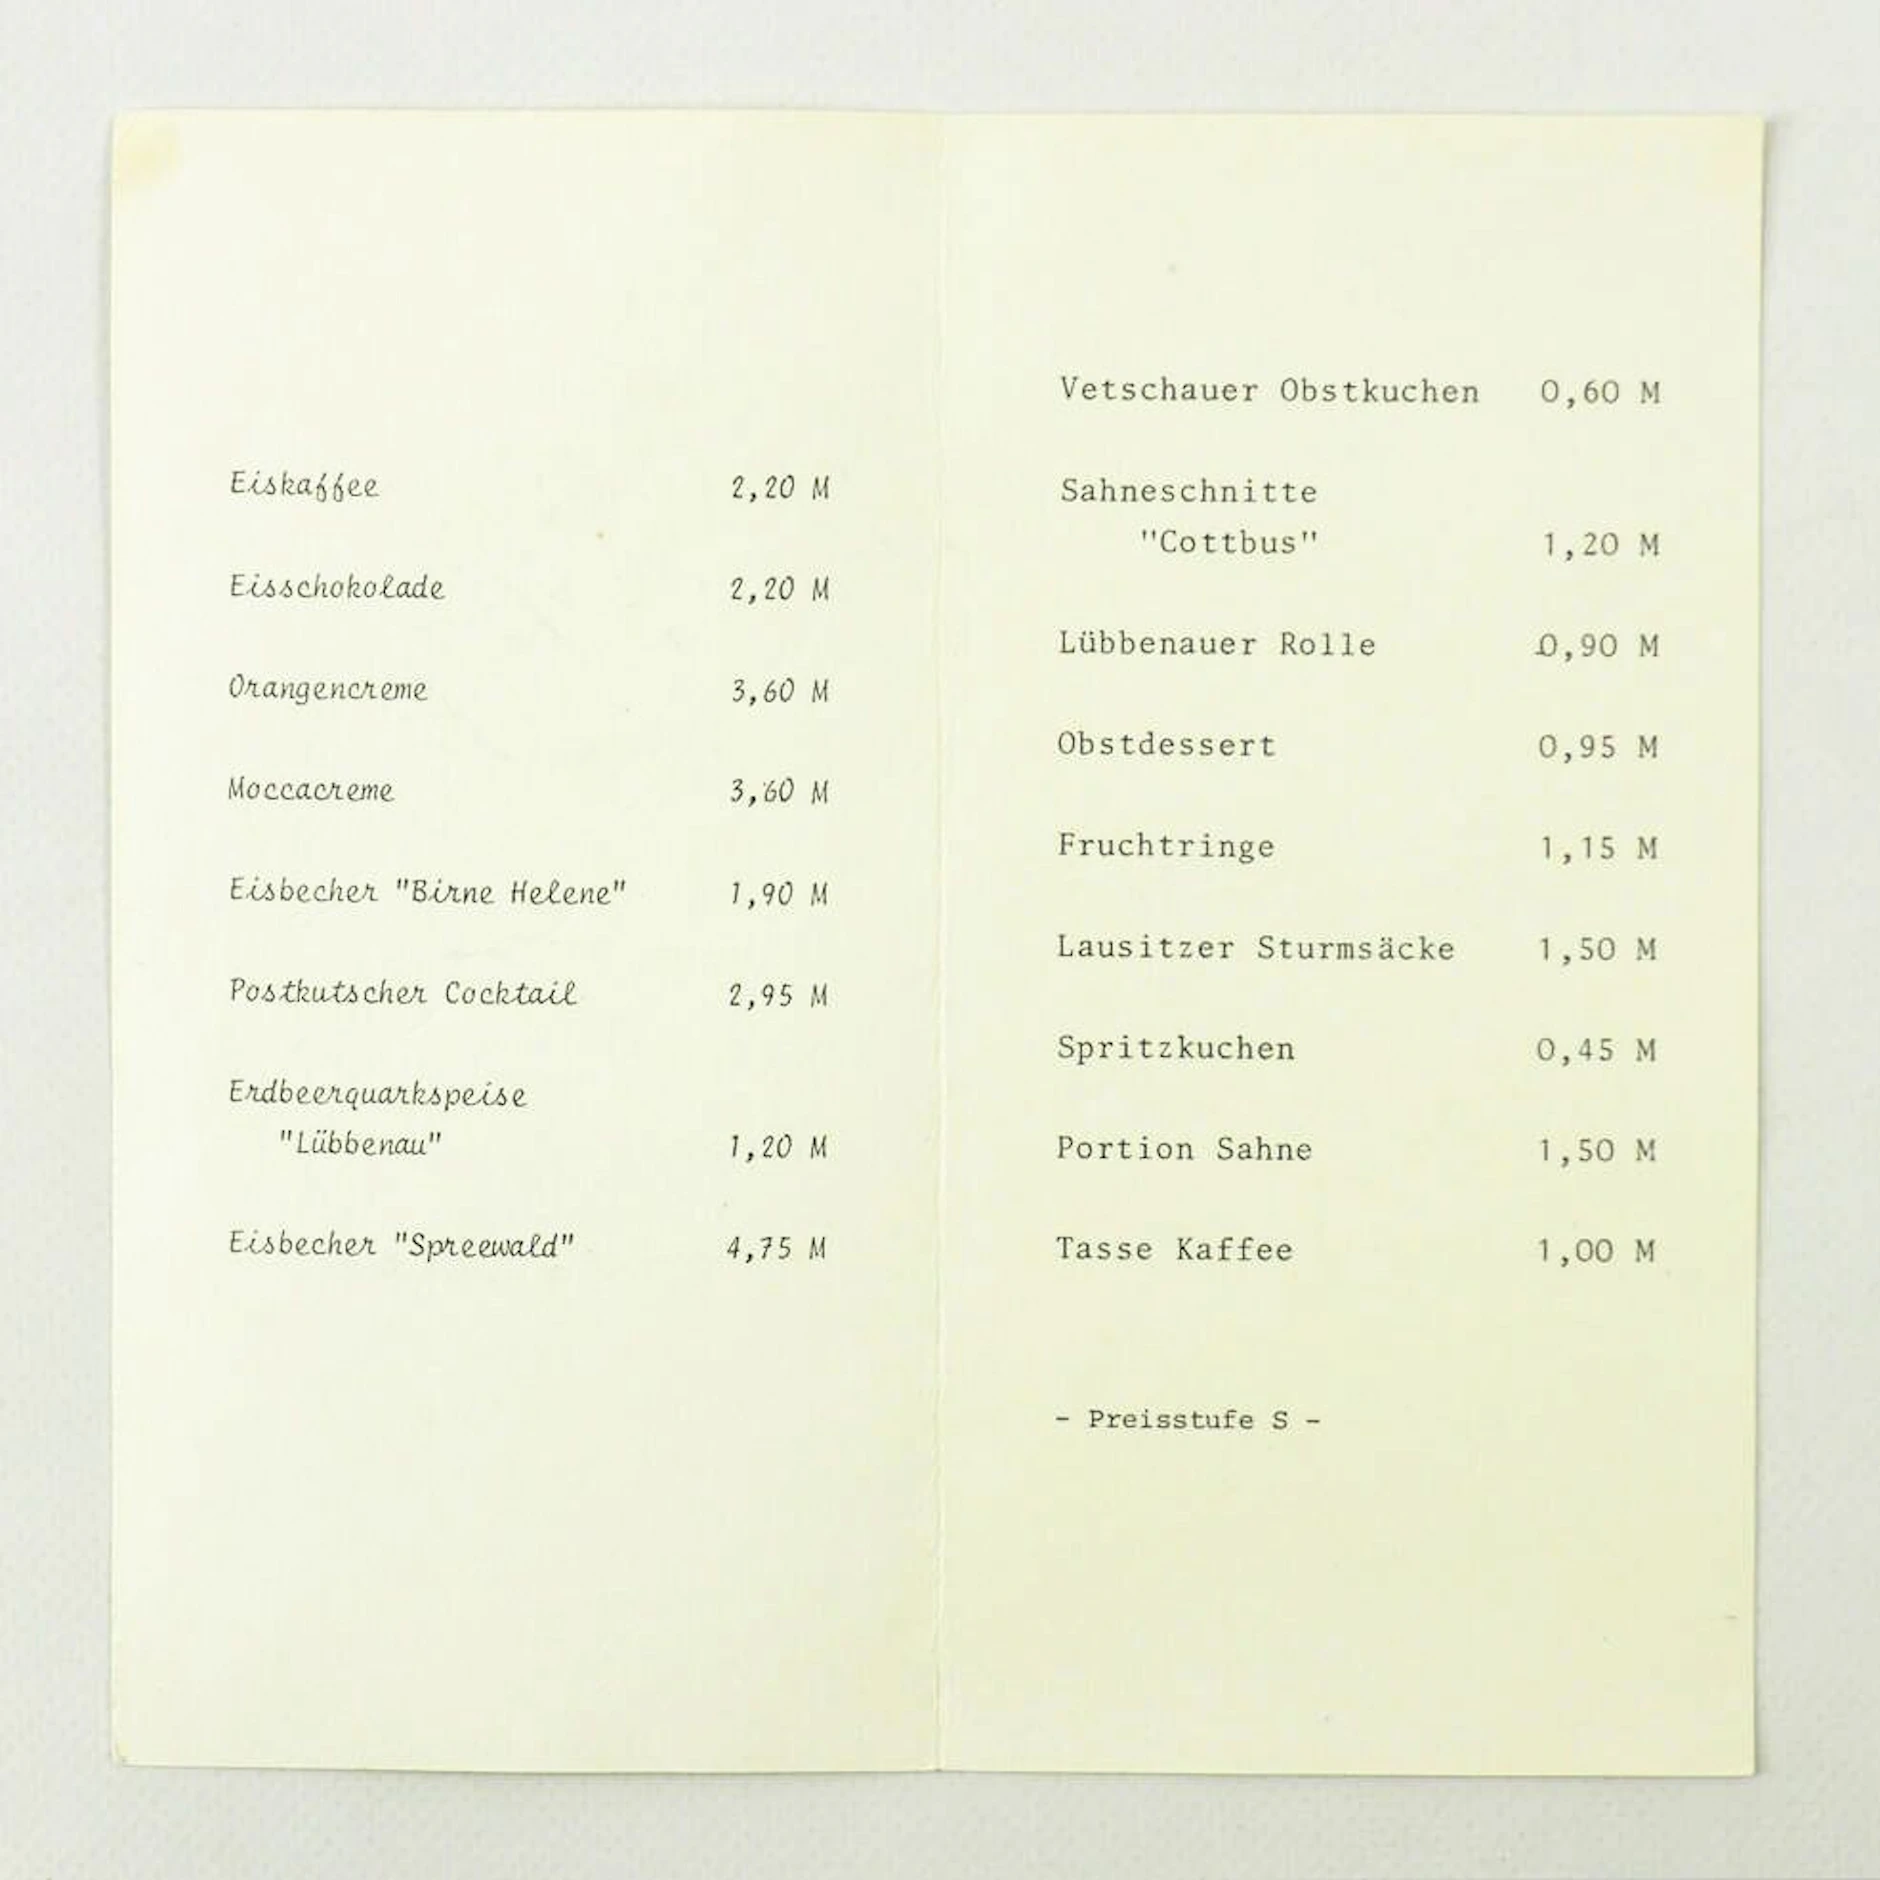 Eiskaffee 2,20 M
Eisschokolade 2,20 M
Orangencreme 3,60 M
Moccacreme 3,60 M
Eisbecher "Birne Helene" 1,90 M
Postkutscher Cocktail 2,95 M
Erdbeerquarkspeise
"Lübbenau" 1,20 M
Eisbecher "Spreewald" 4,75 M
Vetschauer Obstkuchen 0,60 M
Sahneschnitte
"Cottbus" 1,20 M
Lübbenauer Rolle 0,90 M
Obstdessert 0,95 M
Fruchtringe 1,15 M
Lausitzer Sturmsäcke 1,50 M
Spritzkuchen 0,45 M
Portion Sahne 1,50 M
Tasse Kaffee 1,00 M
- Preisstufe S -